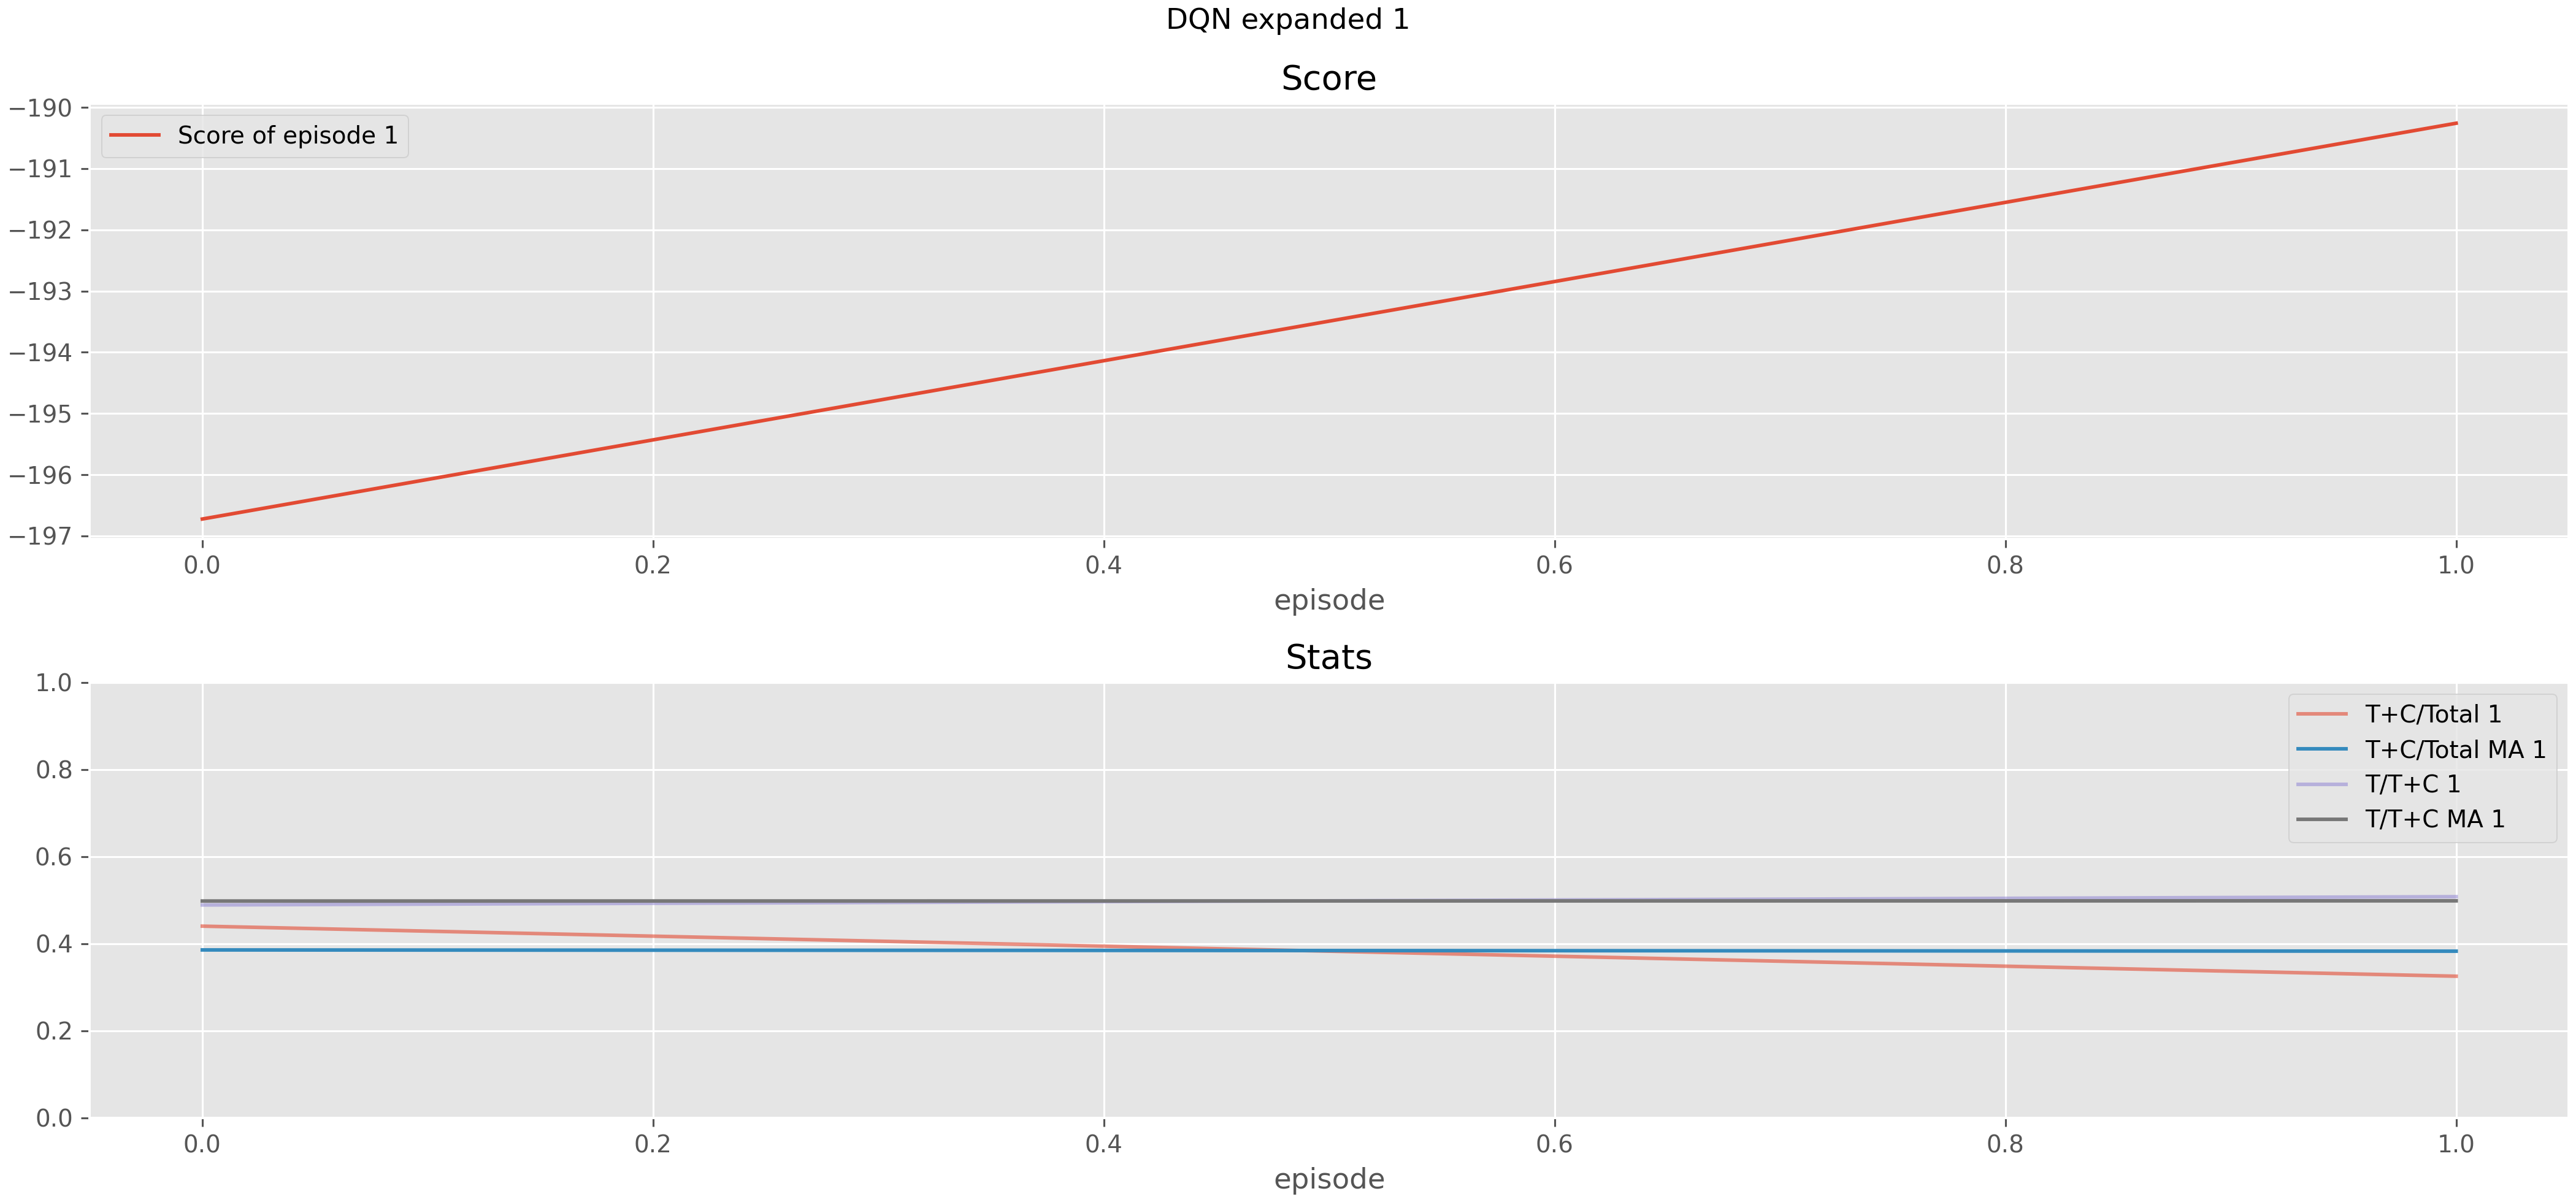 DQN expanded 1
Score
−190
−191
−192
−193
−194
−195
−196
−197
Score of episode 1
0.0 0.2 0.4 0.6 0.8 1.0
episode
Stats
1.0
0.8
0.6
0.4
0.2
0.0
T+C/Total 1
T+C/Total MA 1
T/T+C 1
T/T+C MA 1
0.0 0.2 0.4 0.6 0.8 1.0
episode